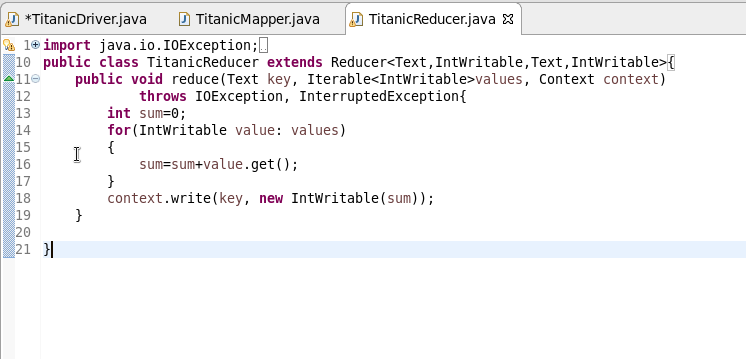 *TitanicDriver.java TitanicMapper.java TitanicReducer.java
1 import java.io.IOException;
10 public class TitanicReducer extends Reducer<Text,IntWritable,Text,IntWritable>{
11 public void reduce(Text key, Iterable<IntWritable>values, Context context)
12 throws IOException, InterruptedException{
13 int sum=0;
14 for(IntWritable value: values)
15 {
16 sum=sum+value.get();
17 }
18 context.write(key, new IntWritable(sum));
19 }
20
21 }